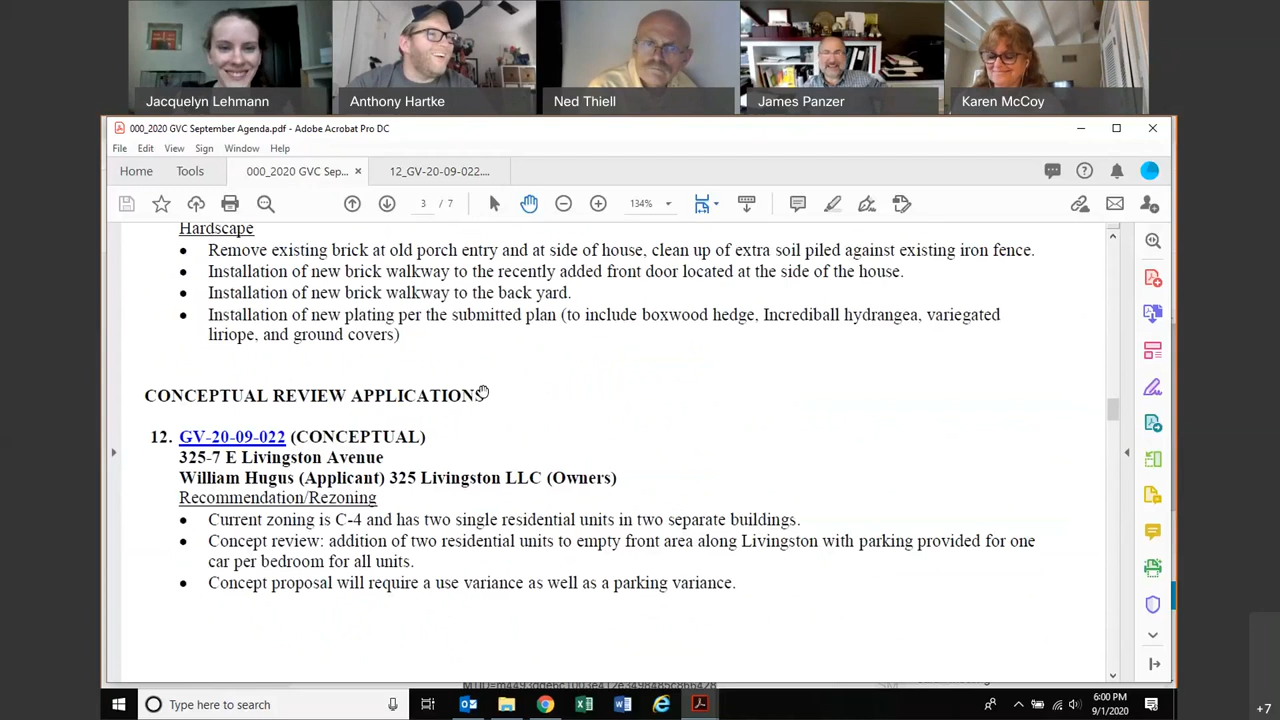 Jacquelyn Lehmann
Anthony Hartke
Ned Thiell
James Panzer
Karen McCoy
000_2020 GVC September Agenda.pdf - Adobe Acrobat Pro DC
File Edit View Sign Window Help
Home Tools 000_2020 GVC Sep... × 12_GV-20-09-022....
3 / 7 134%
Hardscape
• Remove existing brick at old porch entry and at side of house, clean up of extra soil piled against existing iron fence.
• Installation of new brick walkway to the recently added front door located at the side of the house.
• Installation of new brick walkway to the back yard.
• Installation of new plating per the submitted plan (to include boxwood hedge, Incrediball hydrangea, variegated
liriope, and ground covers)
CONCEPTUAL REVIEW APPLICATIONS
12. GV-20-09-022 (CONCEPTUAL)
325-7 E Livingston Avenue
William Hugus (Applicant) 325 Livingston LLC (Owners)
Recommendation/Rezoning
• Current zoning is C-4 and has two single residential units in two separate buildings.
• Concept review: addition of two residential units to empty front area along Livingston with parking provided for one
car per bedroom for all units.
• Concept proposal will require a use variance as well as a parking variance.
Type here to search
6:00 PM
9/1/2020
+7